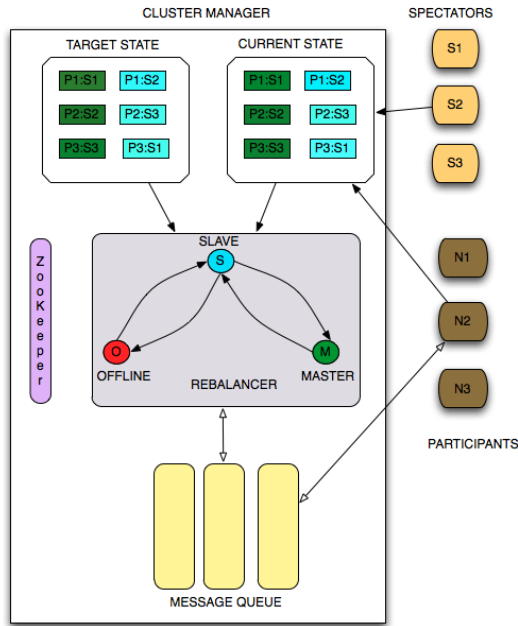 CLUSTER MANAGER
SPECTATORS
TARGET STATE
CURRENT STATE
P1:S1 P1:S2
P2:S2 P2:S3
P3:S3 P3:S1
P1:S1 P1:S2
P2:S2 P2:S3
P3:S3 P3:S1
S1
S2
S3
ZooKeeper
SLAVE
S
O
M
OFFLINE
MASTER
REBALANCER
N1
N2
N3
PARTICIPANTS
MESSAGE QUEUE